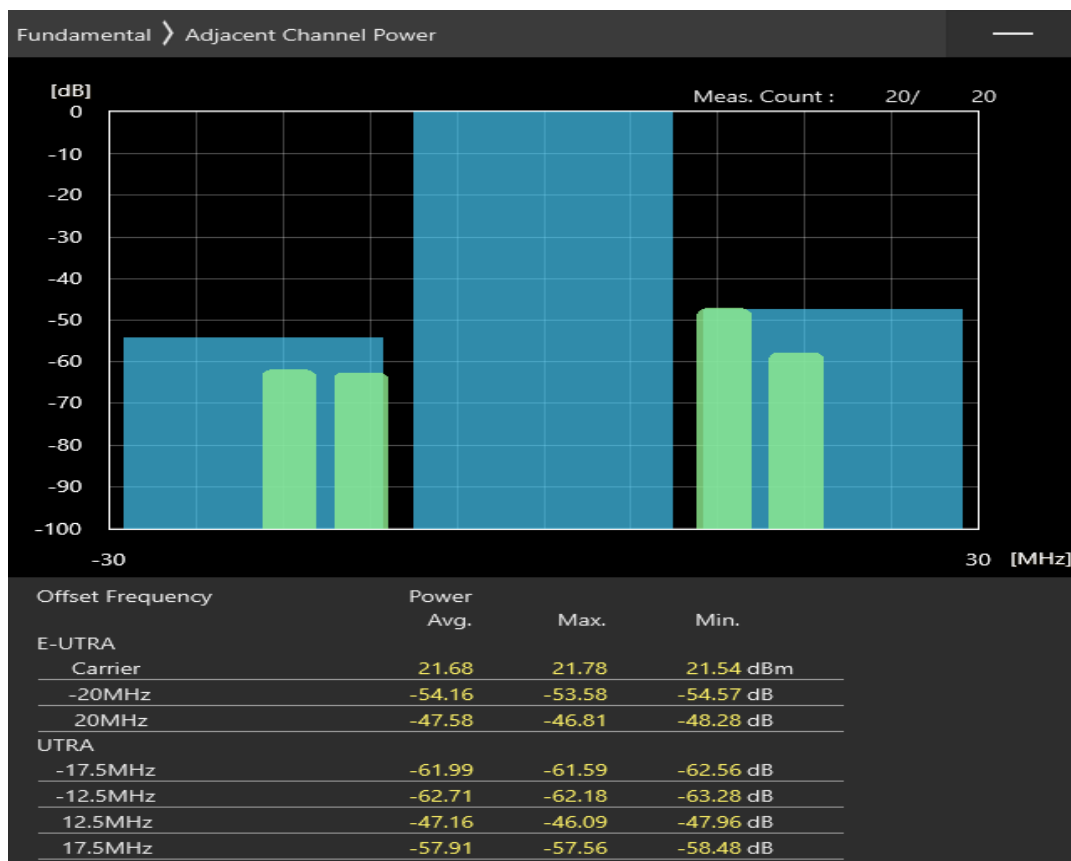 Fundamental ❯ Adjacent Channel Power
[dB]
Meas. Count : 20/ 20
0
-10
-20
-30
-40
-50
-60
-70
-80
-90
-100
-30 30 [MHz]
Offset Frequency Power
Avg. Max. Min.
E-UTRA
Carrier 21.68 21.78 21.54 dBm
-20MHz -54.16 -53.58 -54.57 dB
20MHz -47.58 -46.81 -48.28 dB
UTRA
-17.5MHz -61.99 -61.59 -62.56 dB
-12.5MHz -62.71 -62.18 -63.28 dB
12.5MHz -47.16 -46.09 -47.96 dB
17.5MHz -57.91 -57.56 -58.48 dB